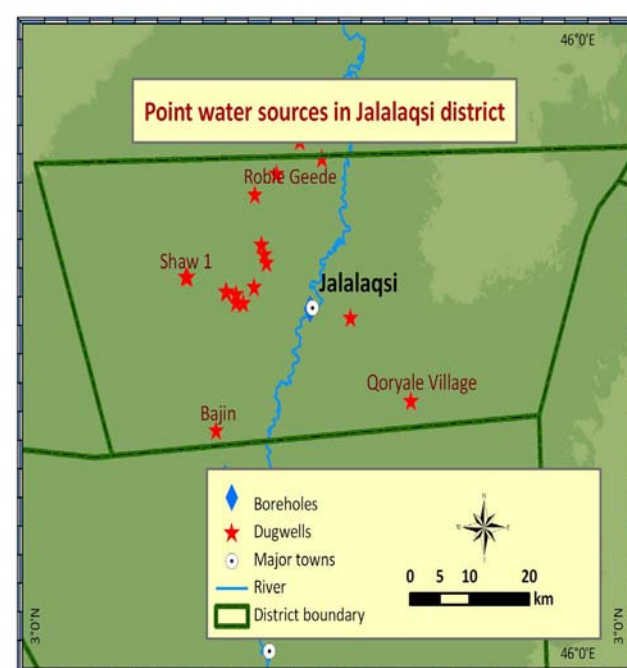 46°0'E
Point water sources in Jalalaqsi district
Roble Geede
Shaw 1
Jalalaqsi
Qoryale Village
Bajin
Boreholes
Dugwells
Major towns
River
District boundary
N
W
E
S
0 5 10 20
km
3°0'N
3°0'N
46°0'E